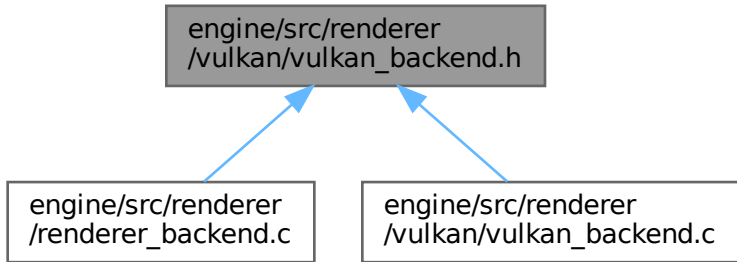 engine/src/renderer
/vulkan/vulkan_backend.h
engine/src/renderer
/renderer_backend.c
engine/src/renderer
/vulkan/vulkan_backend.c